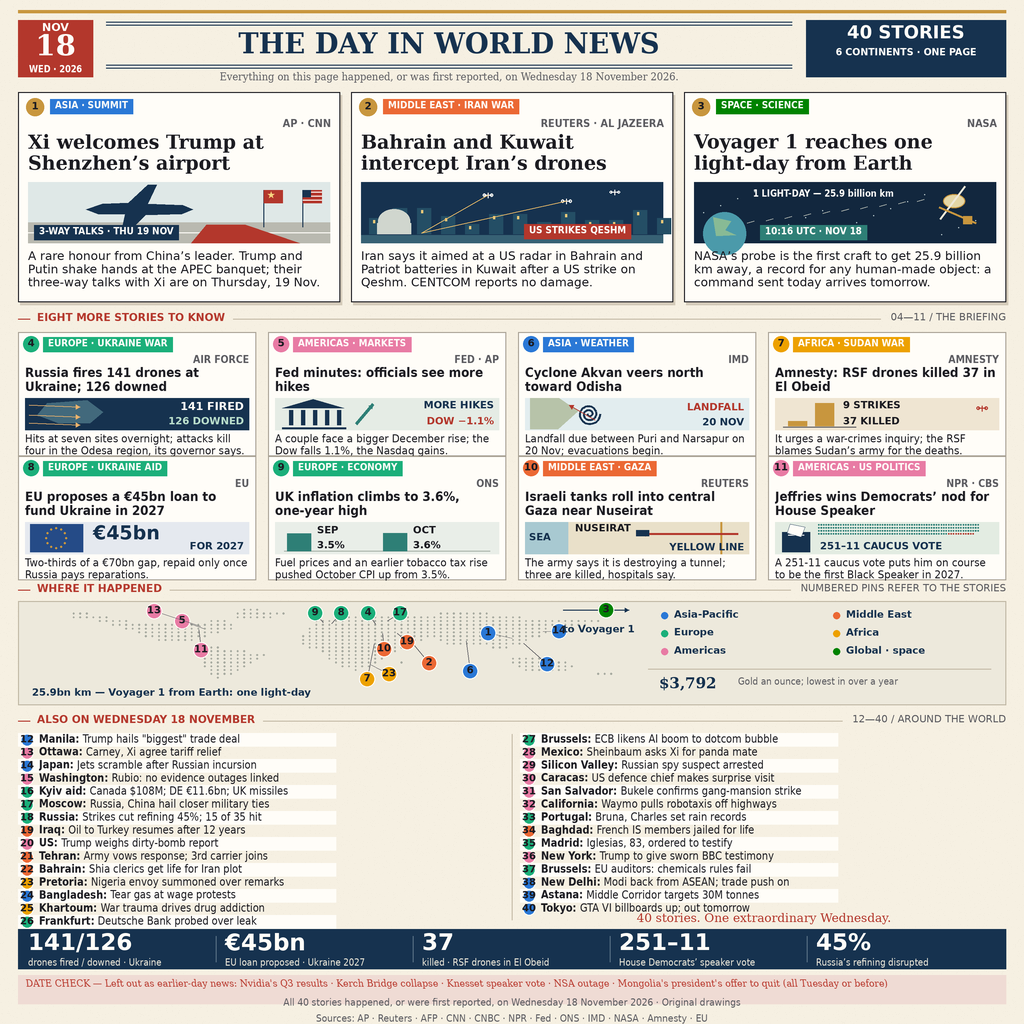 NOV
18
WED · 2026
THE DAY IN WORLD NEWS
Everything on this page happened, or was first reported, on Wednesday 18 November 2026.
40 STORIES
6 CONTINENTS · ONE PAGE
1 ASIA · SUMMIT
AP · CNN
Xi welcomes Trump at
Shenzhen’s airport
3-WAY TALKS · THU 19 NOV
A rare honour from China’s leader. Trump and
Putin shake hands at the APEC banquet; their
three-way talks with Xi are on Thursday, 19 Nov.
2 MIDDLE EAST · IRAN WAR
REUTERS · AL JAZEERA
Bahrain and Kuwait
intercept Iran’s drones
US STRIKES QESHM
Iran says it aimed at a US radar in Bahrain and
Patriot batteries in Kuwait after a US strike on
Qeshm. CENTCOM reports no damage.
3 SPACE · SCIENCE
NASA
Voyager 1 reaches one
light-day from Earth
1 LIGHT-DAY — 25.9 billion km
10:16 UTC · NOV 18
NASA’s probe is the first craft to get 25.9 billion
km away, a record for any human-made object: a
command sent today arrives tomorrow.
EIGHT MORE STORIES TO KNOW
04—11 / THE BRIEFING
4 EUROPE · UKRAINE WAR
AIR FORCE
Russia fires 141 drones at
Ukraine; 126 downed
141 FIRED
126 DOWNED
Hits at seven sites overnight; attacks kill
four in the Odesa region, its governor says.
5 AMERICAS · MARKETS
FED · AP
Fed minutes: officials see more
hikes
MORE HIKES
DOW −1.1%
A couple face a bigger December rise; the
Dow falls 1.1%, the Nasdaq gains.
6 ASIA · WEATHER
IMD
Cyclone Akvan veers north
toward Odisha
LANDFALL
20 NOV
Landfall due between Puri and Narsapur on
20 Nov; evacuations begin.
7 AFRICA · SUDAN WAR
AMNESTY
Amnesty: RSF drones killed 37 in
El Obeid
9 STRIKES
37 KILLED
It urges a war-crimes inquiry; the RSF
blames Sudan’s army for the deaths.
8 EUROPE · UKRAINE AID
EU
EU proposes a €45bn loan to
fund Ukraine in 2027
€45bn
FOR 2027
Two-thirds of a €70bn gap, repaid only once
Russia pays reparations.
9 EUROPE · ECONOMY
ONS
UK inflation climbs to 3.6%,
one-year high
SEP
3.5%
OCT
3.6%
Fuel prices and an earlier tobacco tax rise
pushed October CPI up from 3.5%.
10 MIDDLE EAST · GAZA
REUTERS
Israeli tanks roll into central
Gaza near Nuseirat
SEA
NUSEIRAT
YELLOW LINE
The army says it is destroying a tunnel;
three are killed, hospitals say.
11 AMERICAS · US POLITICS
NPR · CBS
Jeffries wins Democrats’ nod for
House Speaker
251–11 CAUCUS VOTE
A 251-11 caucus vote puts him on course
to be the first Black Speaker in 2027.
WHERE IT HAPPENED
NUMBERED PINS REFER TO THE STORIES
13
5
11
9
8
4
17
10
19
2
7
23
1
6
14
12
3
to Voyager 1
25.9bn km — Voyager 1 from Earth: one light-day
Asia-Pacific
Europe
Americas
Middle East
Africa
Global · space
$3,792
Gold an ounce; lowest in over a year
ALSO ON WEDNESDAY 18 NOVEMBER
12—40 / AROUND THE WORLD
12 Manila: Trump hails "biggest" trade deal
13 Ottawa: Carney, Xi agree tariff relief
14 Japan: Jets scramble after Russian incursion
15 Washington: Rubio: no evidence outages linked
16 Kyiv aid: Canada $108M; DE €11.6bn; UK missiles
17 Moscow: Russia, China hail closer military ties
18 Russia: Strikes cut refining 45%; 15 of 35 hit
19 Iraq: Oil to Turkey resumes after 12 years
20 US: Trump weighs dirty-bomb report
21 Tehran: Army vows response; 3rd carrier joins
22 Bahrain: Shia clerics get life for Iran plot
23 Pretoria: Nigeria envoy summoned over remarks
24 Bangladesh: Tear gas at wage protests
25 Khartoum: War trauma drives drug addiction
26 Frankfurt: Deutsche Bank probed over leak
27 Brussels: ECB likens AI boom to dotcom bubble
28 Mexico: Sheinbaum asks Xi for panda mate
29 Silicon Valley: Russian spy suspect arrested
30 Caracas: US defence chief makes surprise visit
31 San Salvador: Bukele confirms gang-mansion strike
32 California: Waymo pulls robotaxis off highways
33 Portugal: Bruna, Charles set rain records
34 Baghdad: French IS members jailed for life
35 Madrid: Iglesias, 83, ordered to testify
36 New York: Trump to give sworn BBC testimony
37 Brussels: EU auditors: chemicals rules fail
38 New Delhi: Modi back from ASEAN; trade push on
39 Astana: Middle Corridor targets 30M tonnes
40 Tokyo: GTA VI billboards up; out tomorrow
40 stories. One extraordinary Wednesday.
141/126
drones fired / downed · Ukraine
€45bn
EU loan proposed · Ukraine 2027
37
killed · RSF drones in El Obeid
251–11
House Democrats’ speaker vote
45%
Russia’s refining disrupted
DATE CHECK — Left out as earlier-day news: Nvidia's Q3 results · Kerch Bridge collapse · Knesset speaker vote · NSA outage · Mongolia's president's offer to quit (all Tuesday or before)
All 40 stories happened, or were first reported, on Wednesday 18 November 2026 · Original drawings
Sources: AP · Reuters · AFP · CNN · CNBC · NPR · Fed · ONS · IMD · NASA · Amnesty · EU